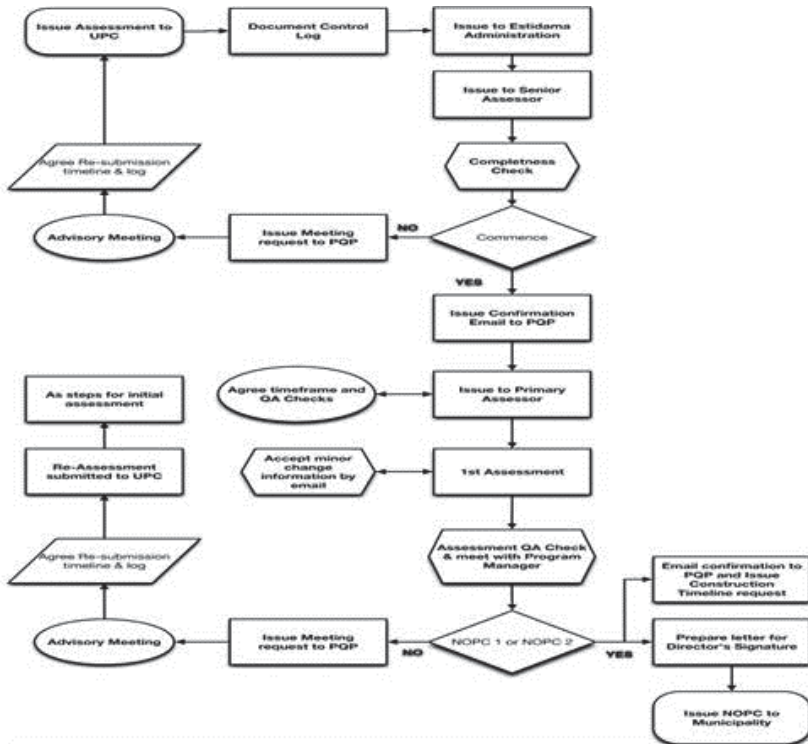 Issue Assessment to
UPC
Document Control
Log
Issue to Estidama
Administration
Issue to Senior
Assessor
Completness
Check
Agree Re-submission
timeline & log
Advisory Meeting
Issue Meeting
request to PQP
NO
Commence
YES
Issue Confirmation
Email to PQP
Agree timeframe and
QA Checks
Issue to Primary
Assessor
As steps for initial
assessment
Accept minor
change
information by
email
1st Assessment
Re-Assessment
submitted to UPC
Agree Re-submission
timeline & log
Assessment QA Check
& meet with Program
Manager
Email confirmation to
PQP and Issue
Construction
Timeline request
Advisory Meeting
Issue Meeting
request to PQP
NO
NOPC 1 or NOPC 2
YES
Prepare letter for
Director's Signature
Issue NOPC to
Municipality